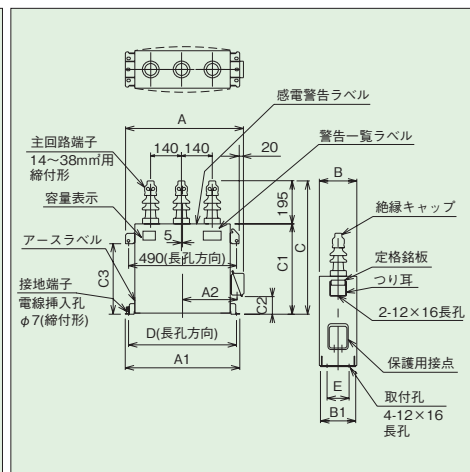 感電警告ラベル
A
主回路端子
14～38m㎡用
締付形
140
140
20
警告一覧ラベル
B
195
容量表示
絶縁キャップ
5
アースラベル
490(長孔方向)
定格銘板
つり耳
C3
C1
C
A2
C2
2-12×16長孔
接地端子
電線挿入孔
φ7(締付形)
D(長孔方向)
A1
保護用接点
E
B1
取付孔
4-12×16
長孔